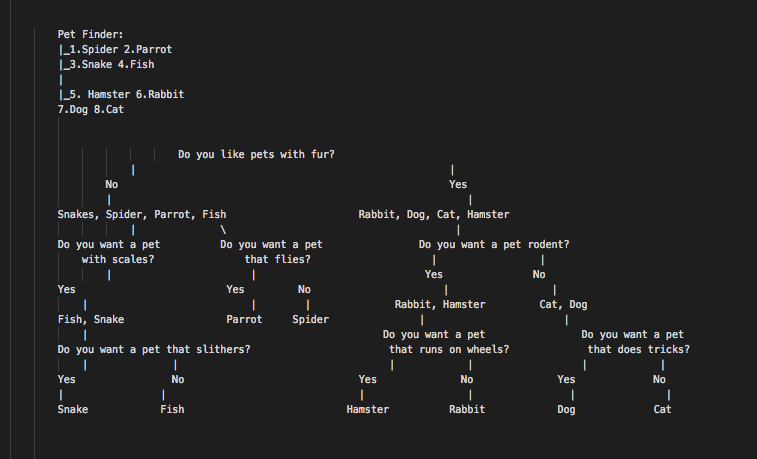 Pet Finder:
|_1.Spider 2.Parrot
|_3.Snake 4.Fish
|
|_5. Hamster 6.Rabbit
7.Dog 8.Cat
Do you like pets with fur?
| |
No Yes
| |
Snakes, Spider, Parrot, Fish Rabbit, Dog, Cat, Hamster
| \ |
Do you want a pet Do you want a pet Do you want a pet rodent?
with scales? that flies? | |
| | Yes No
Yes Yes No | |
| | | Rabbit, Hamster Cat, Dog
Fish, Snake Parrot Spider | |
| Do you want a pet Do you want a pet
Do you want a pet that slithers? that runs on wheels? that does tricks?
| | | | | |
Yes No Yes No Yes No
| | | | | |
Snake Fish Hamster Rabbit Dog Cat